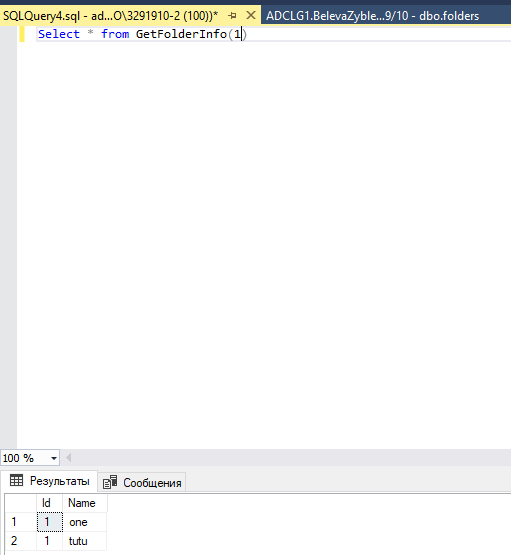 SQLQuery4.sql - ad...O\3291910-2 (100))* ADCLG1.BelevaZyble...9/10 - dbo.folders
Select * from GetFolderInfo(1)
100 %
Результаты Сообщения
Id Name
1 1 one
2 1 tutu